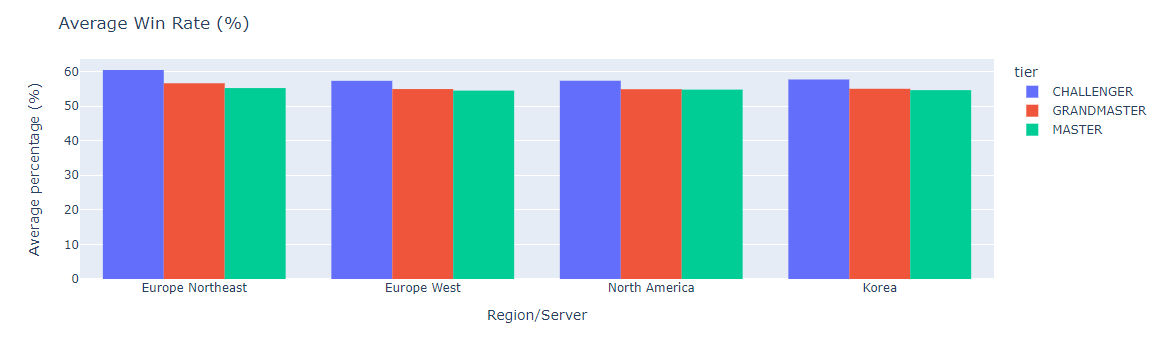 Average Win Rate (%)
Average percentage (%)
60
50
40
30
20
10
0
Europe Northeast
Europe West
North America
Korea
Region/Server
tier
CHALLENGER
GRANDMASTER
MASTER